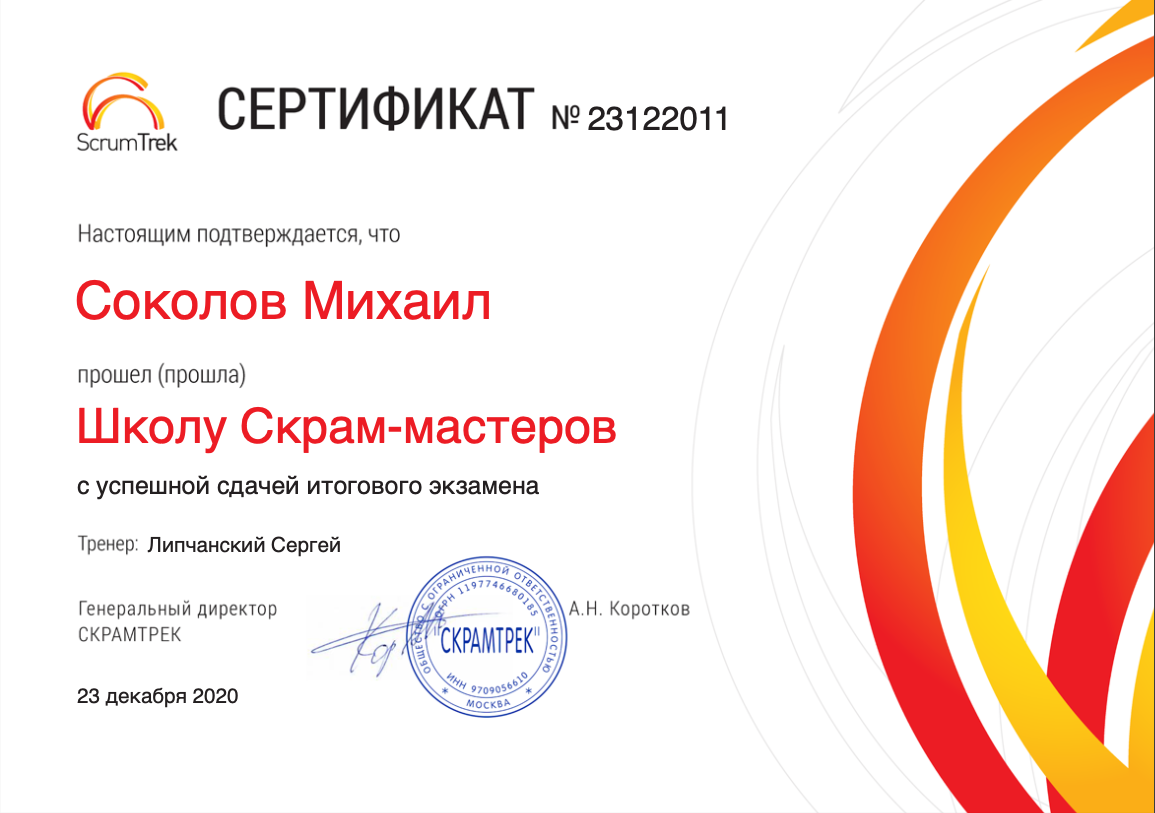 ScrumTrek
СЕРТИФИКАТ № 23122011
Настоящим подтверждается, что
Соколов Михаил
прошел (прошла)
Школу Скрам-мастеров
с успешной сдачей итогового экзамена
Тренер: Липчанский Сергей
Генеральный директор
СКРАМТРЕК
А.Н. Коротков
ОБЩЕСТВО С ОГРАНИЧЕННОЙ ОТВЕТСТВЕННОСТЬЮ
ОГРН 1197746680185
"СКРАМТРЕК"
ИНН 9709056610
* МОСКВА *
23 декабря 2020